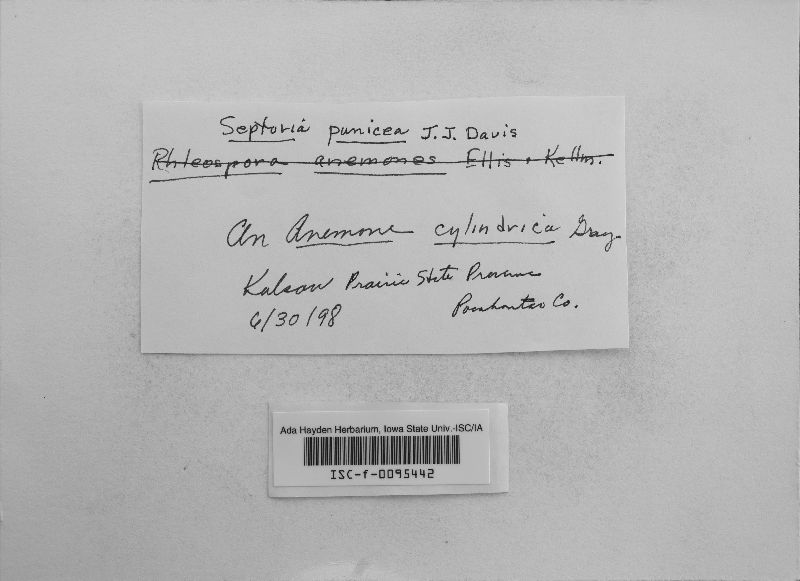 Septoria punicea J.J. Davis
Phleospora anemones Ellis & Kellm.
On Anemone cylindrica Gray
Kalsow Prairie State Preserve
6/30/98 Pocahontas Co.
Ada Hayden Herbarium, Iowa State Univ.-ISC/IA
ISC-f-0095442